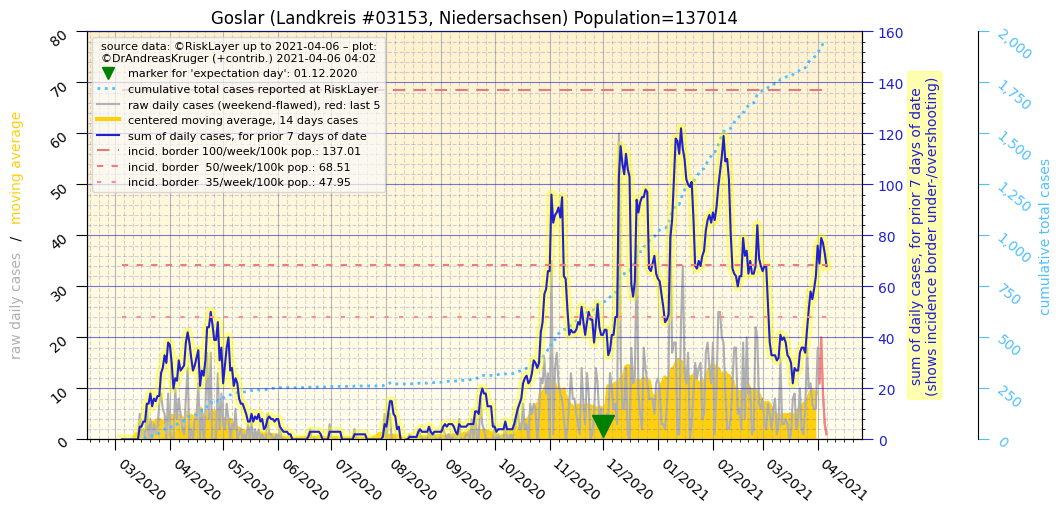 Goslar (Landkreis #03153, Niedersachsen) Population=137014
source data: ©RiskLayer up to 2021-04-06 – plot:
©DrAndreasKruger (+contrib.) 2021-04-06 04:02
marker for 'expectation day': 01.12.2020
cumulative total cases reported at RiskLayer
raw daily cases (weekend-flawed), red: last 5
centered moving average, 14 days cases
sum of daily cases, for prior 7 days of date
incid. border 100/week/100k pop.: 137.01
incid. border 50/week/100k pop.: 68.51
incid. border 35/week/100k pop.: 47.95
raw daily cases / moving average
80
70
60
50
40
30
20
10
0
03/2020
04/2020
05/2020
06/2020
07/2020
08/2020
09/2020
10/2020
11/2020
12/2020
01/2021
02/2021
03/2021
04/2021
160
140
120
100
80
60
40
20
0
sum of daily cases, for prior 7 days of date
(shows incidence border under-/overshooting)
2,000
1,750
1,500
1,250
1,000
750
500
250
0
cumulative total cases